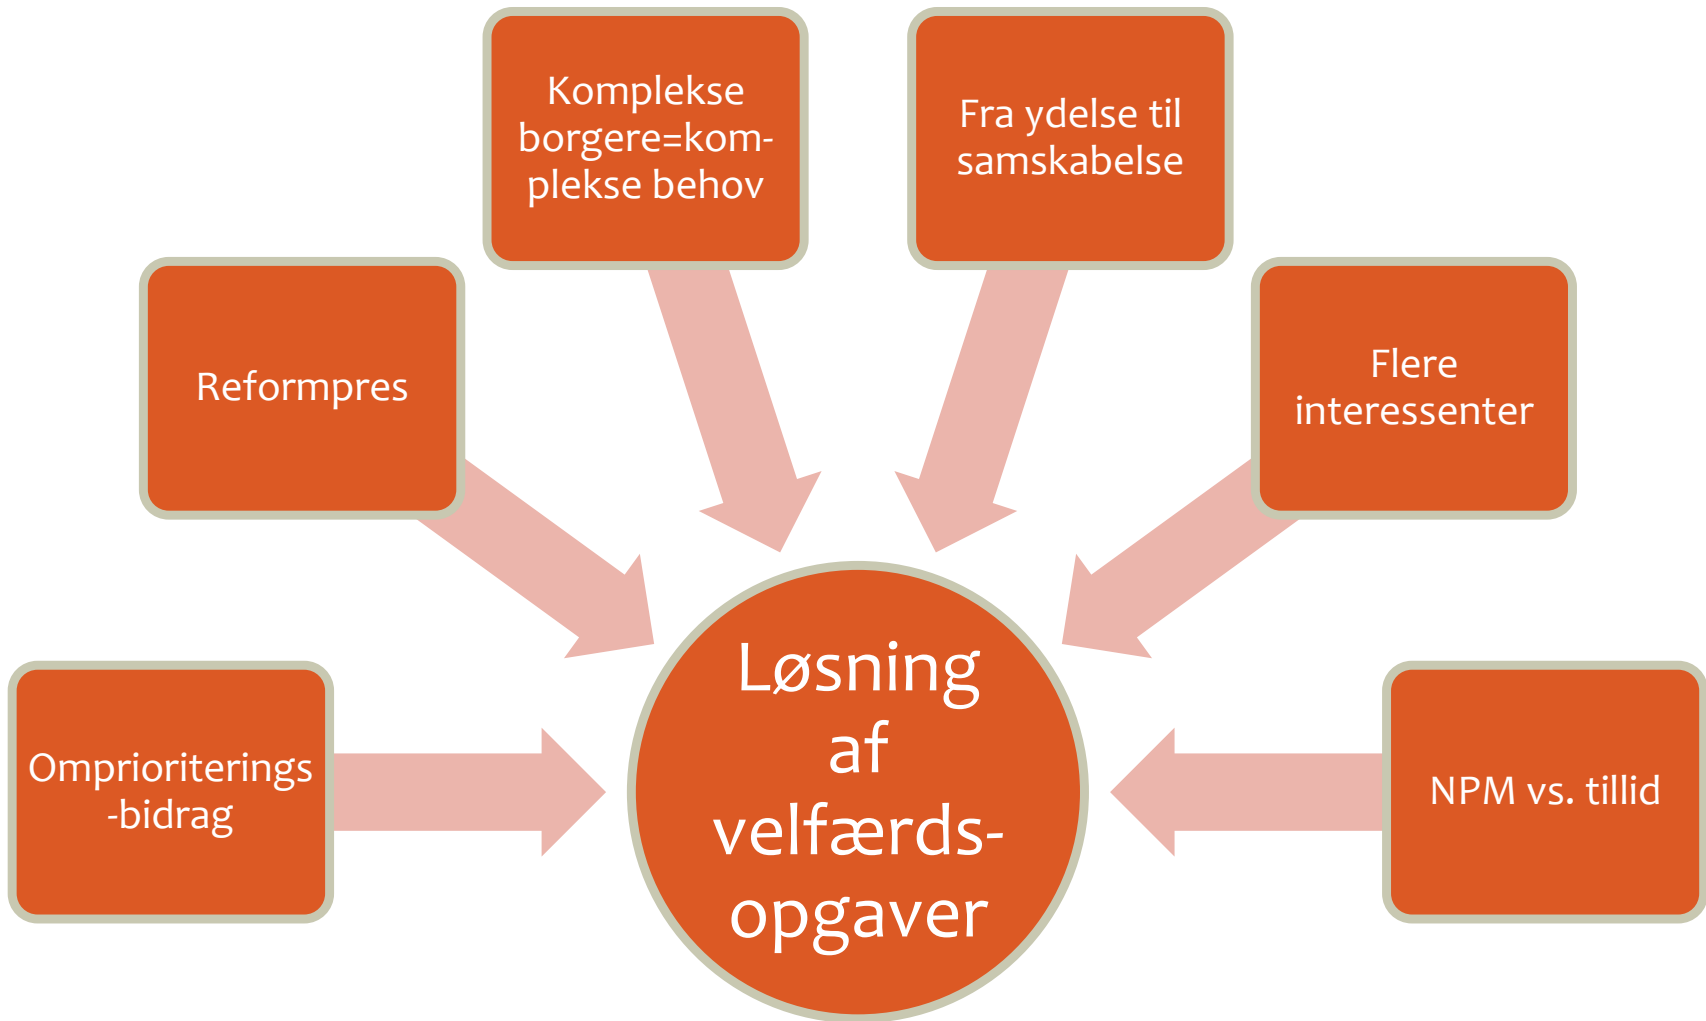 Komplekse
borgere=kom-
plekse behov
Fra ydelse til
samskabelse
Reformpres
Flere
interessenter
Omprioriterings
-bidrag
Løsning
af
velfærds-
opgaver
NPM vs. tillid